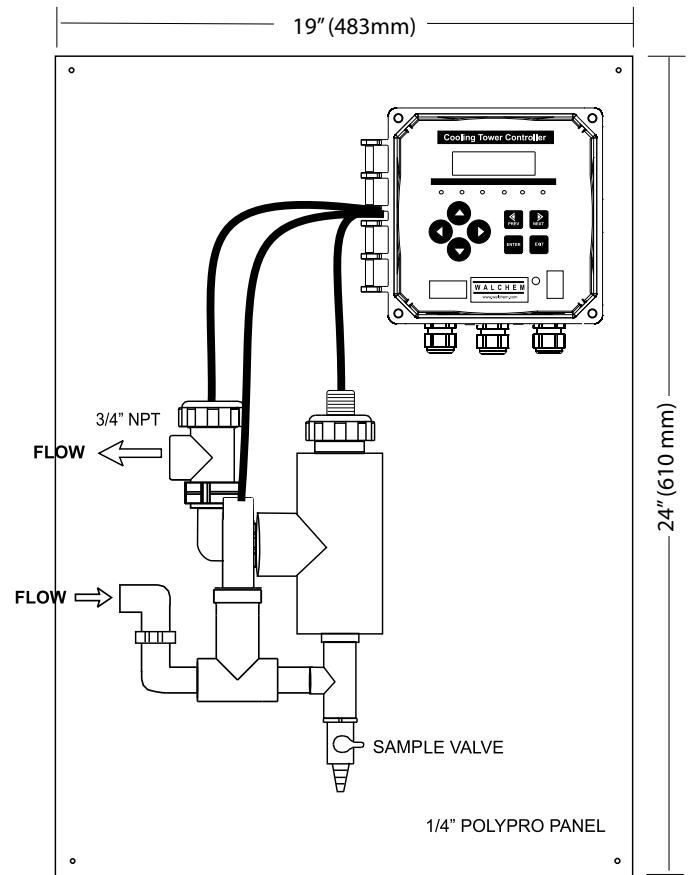 19” (483mm)
Cooling Tower Controller
PREV
NEXT
ENTER
EXIT
WALCHEM
www.walchem.com
3/4” NPT
FLOW
24” (610 mm)
FLOW
SAMPLE VALVE
1/4” POLYPRO PANEL